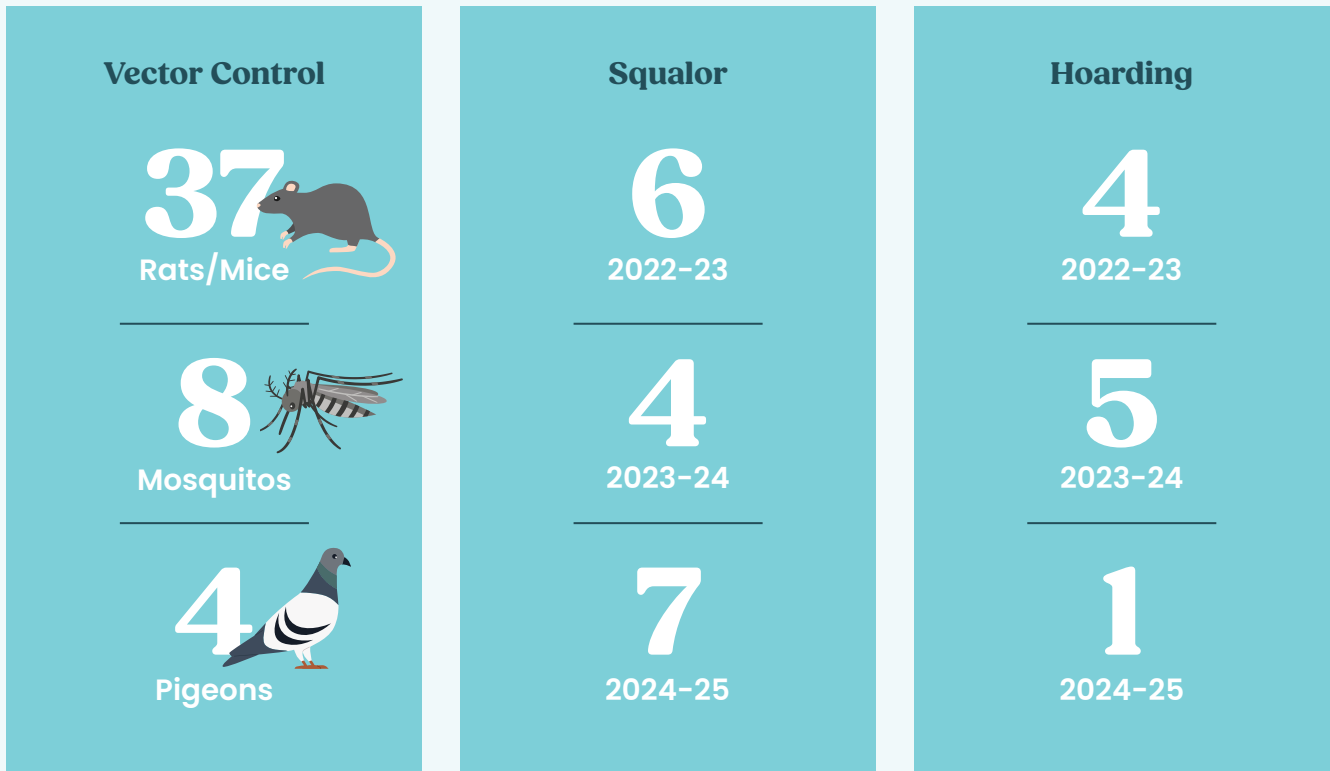 Vector Control
37
Rats/Mice
8
Mosquitos
4
Pigeons
Squalor
6
2022-23
4
2023-24
7
2024-25
Hoarding
4
2022-23
5
2023-24
1
2024-25